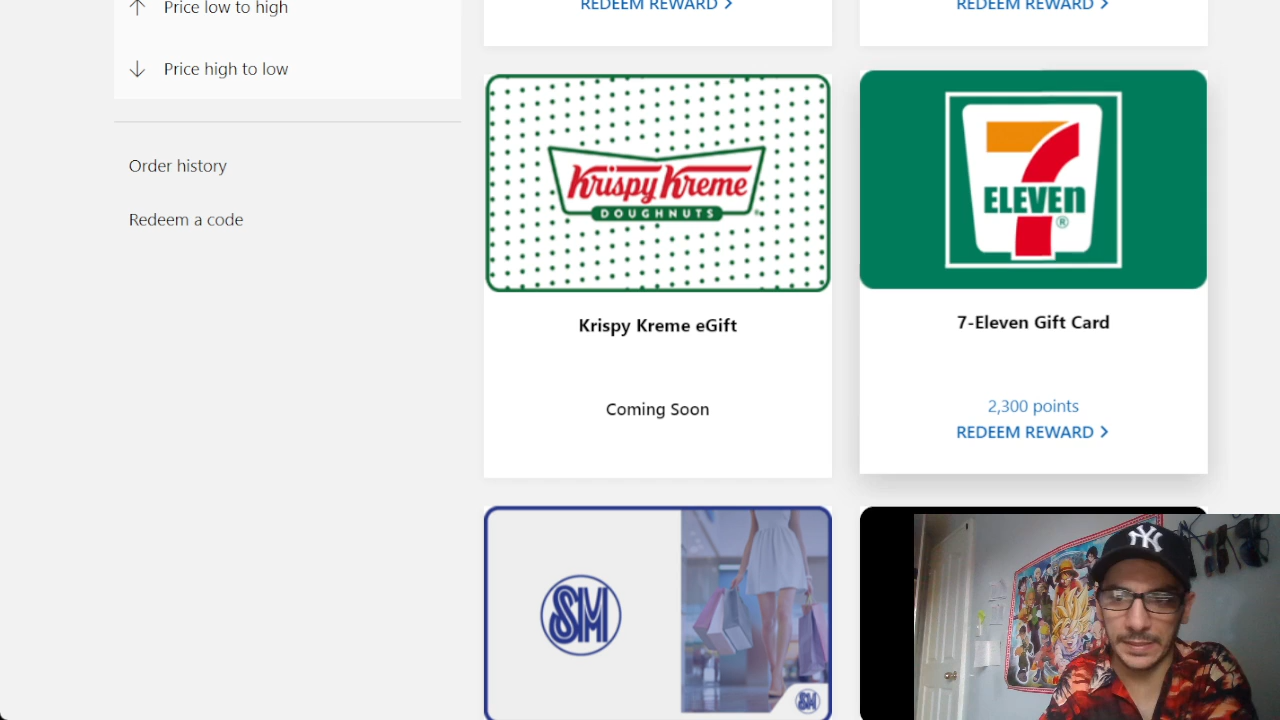 Price low to high
REDEEM REWARD
REDEEM REWARD
Price high to low
Order history
Redeem a code
Krispy Kreme
DOUGHNUTS
Krispy Kreme eGift
Coming Soon
7
ELEVEN
®
7-Eleven Gift Card
2,300 points
REDEEM REWARD
SM
SM
NY